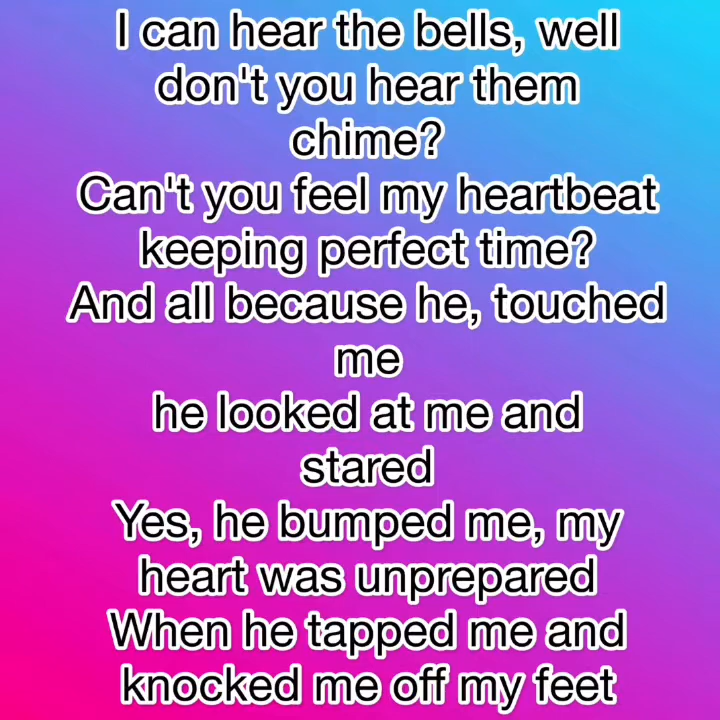 I can hear the bells, well
don't you hear them
chime?
Can't you feel my heartbeat
keeping perfect time?
And all because he, touched
me
he looked at me and
stared
Yes, he bumped me, my
heart was unprepared
When he tapped me and
knocked me off my feet